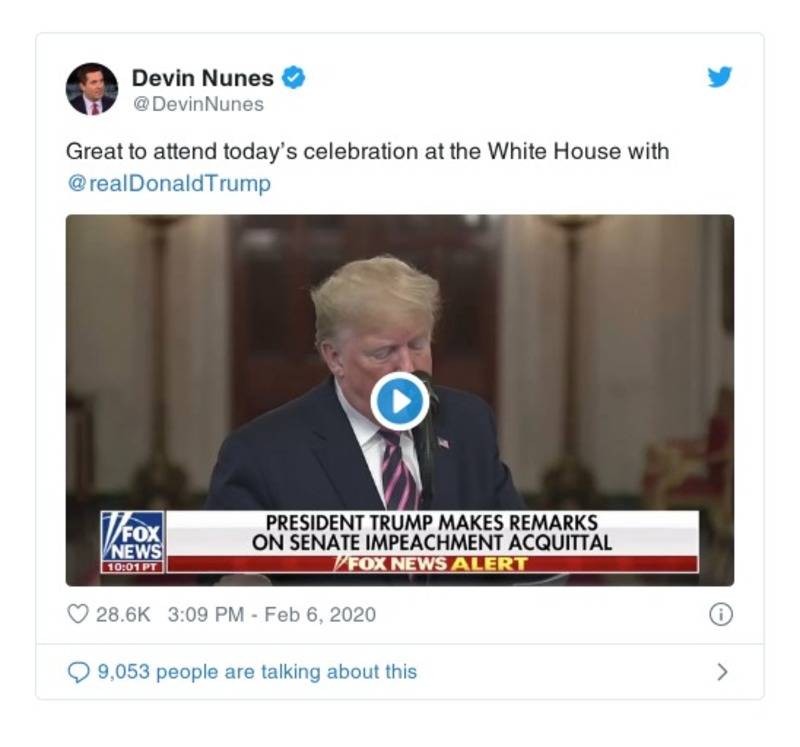 Devin Nunes
@DevinNunes
Great to attend today's celebration at the White House with
@realDonaldTrump
FOX
NEWS
10:01 PT
PRESIDENT TRUMP MAKES REMARKS
ON SENATE IMPEACHMENT ACQUITTAL
FOX NEWS ALERT
28.6K 3:09 PM - Feb 6, 2020
9,053 people are talking about this